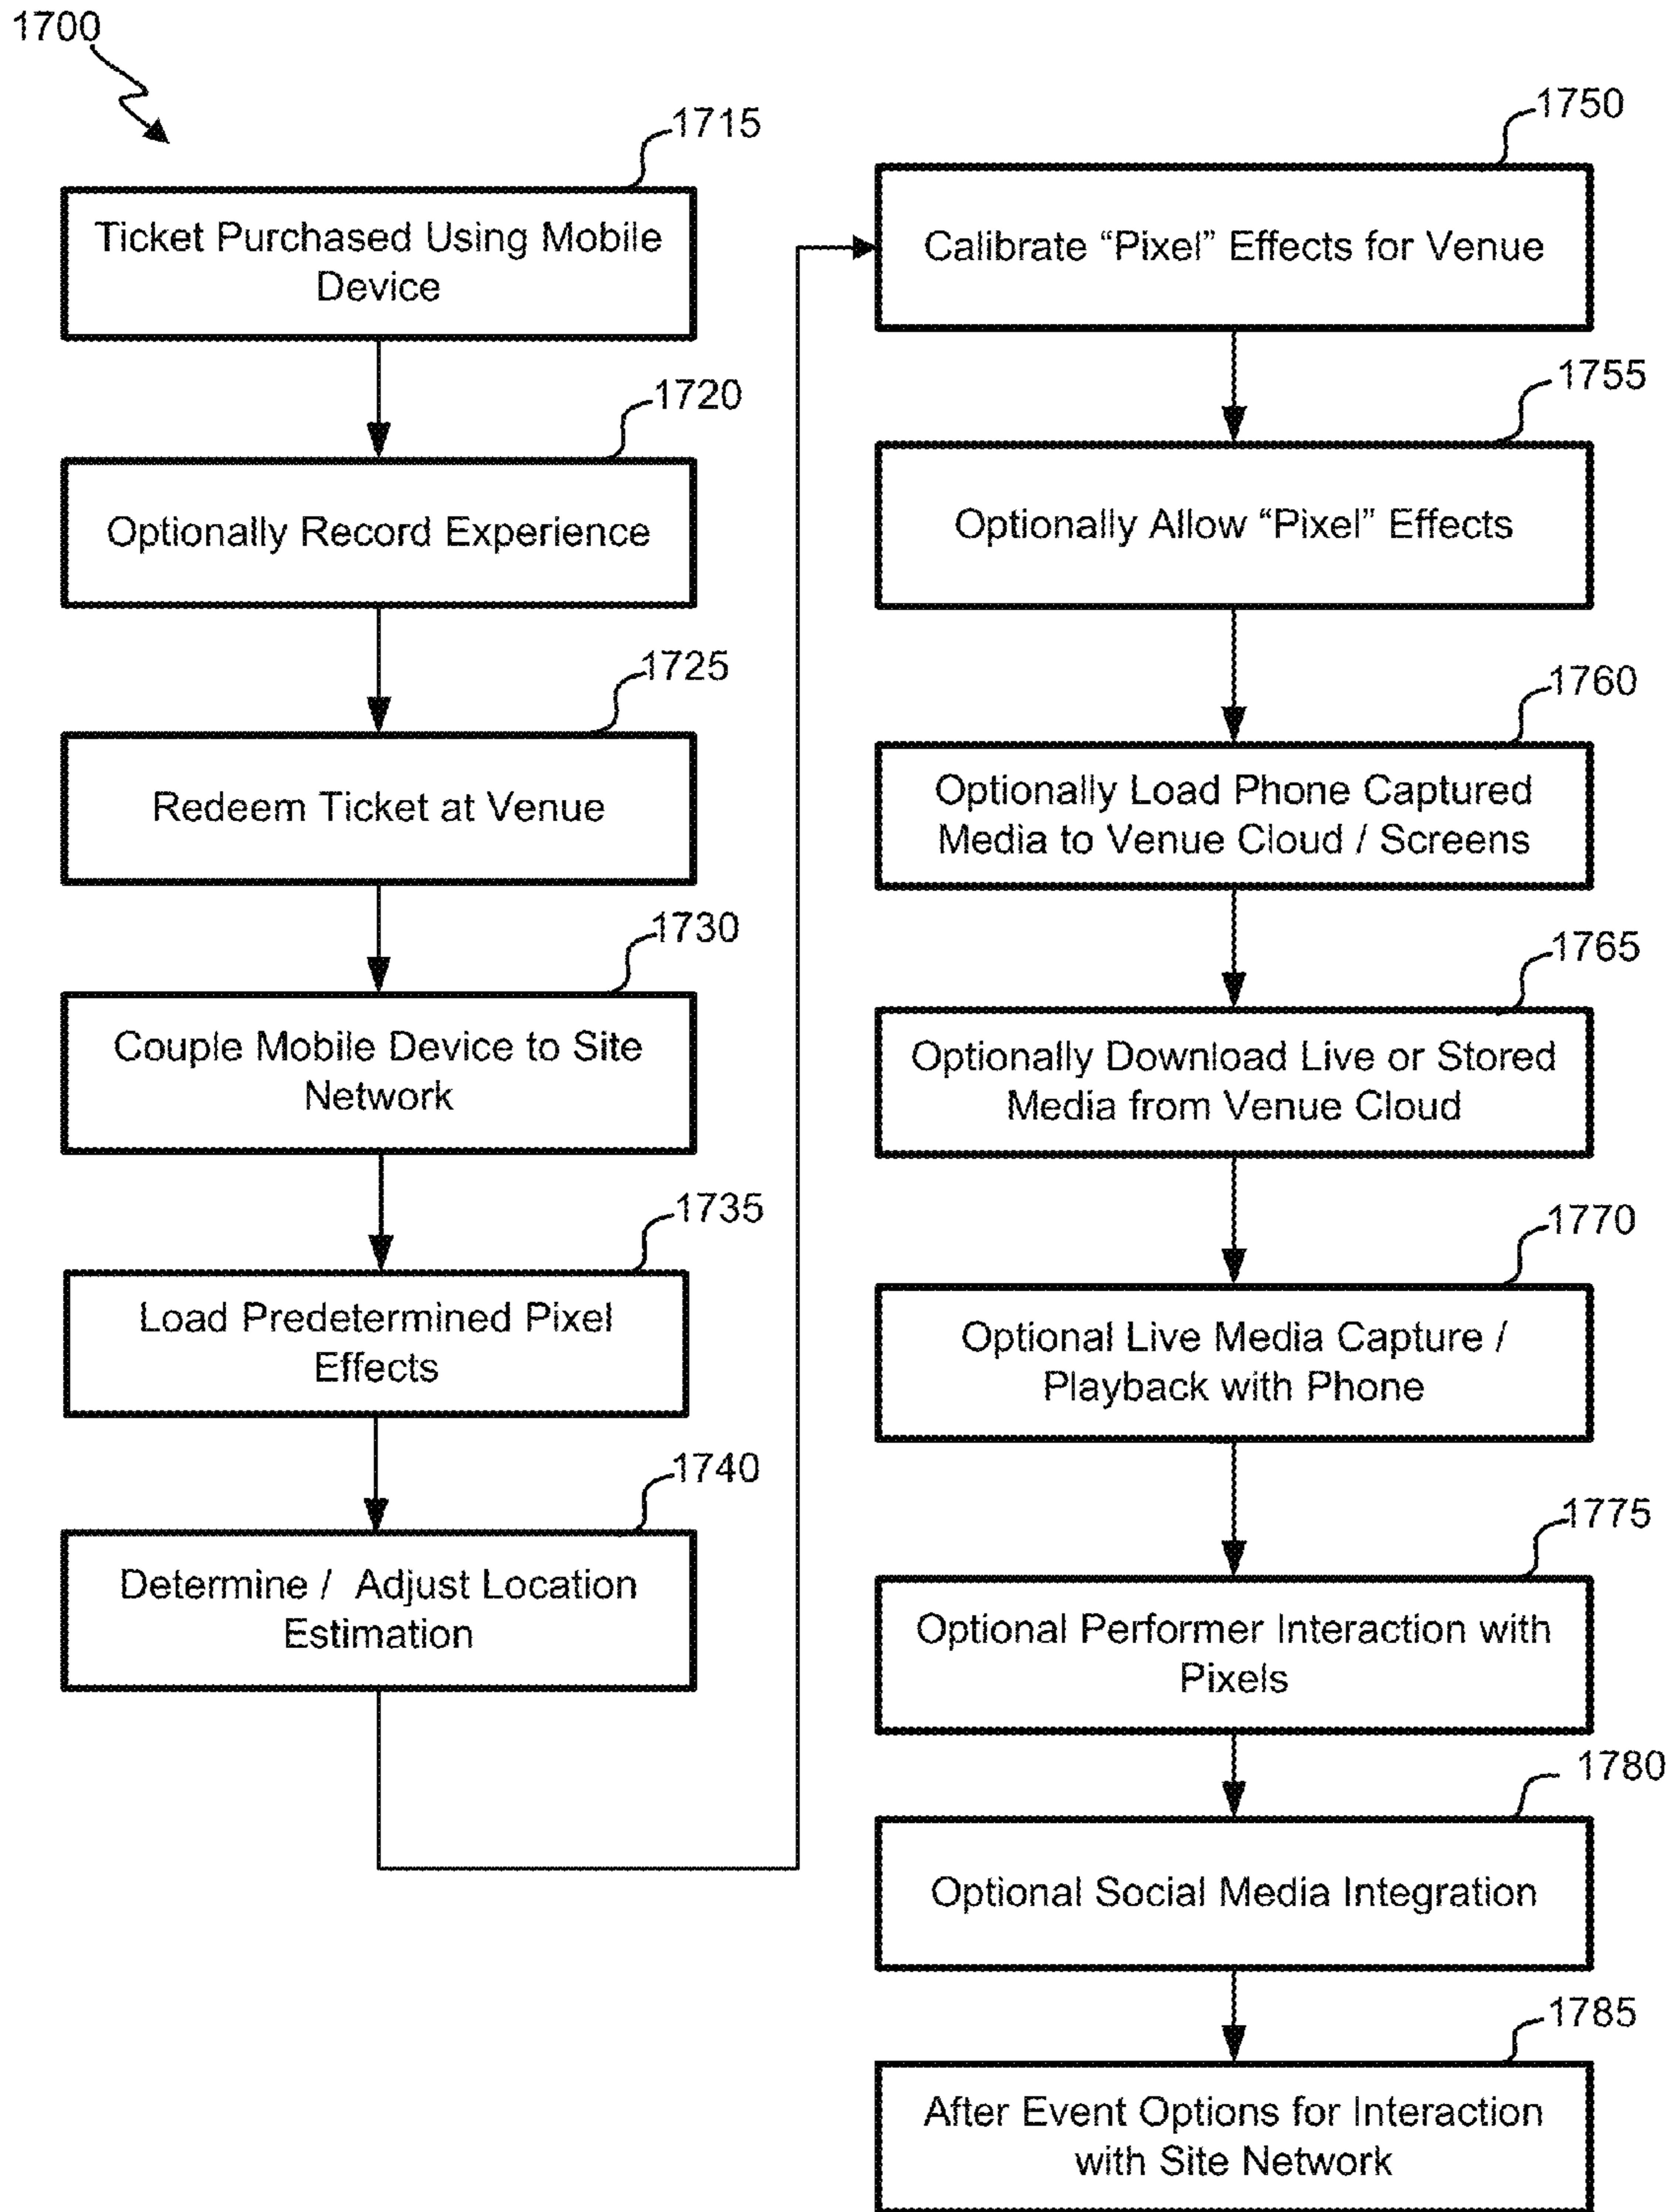 1700
1715
Ticket Purchased Using Mobile
Device
1720
Optionally Record Experience
1725
Redeem Ticket at Venue
1730
Couple Mobile Device to Site
Network
1735
Load Predetermined Pixel
Effects
1740
Determine / Adjust Location
Estimation
1750
Calibrate “Pixel” Effects for Venue
1755
Optionally Allow “Pixel” Effects
1760
Optionally Load Phone Captured
Media to Venue Cloud / Screens
1765
Optionally Download Live or Stored
Media from Venue Cloud
1770
Optional Live Media Capture /
Playback with Phone
1775
Optional Performer Interaction with
Pixels
1780
Optional Social Media Integration
1785
After Event Options for Interaction
with Site Network